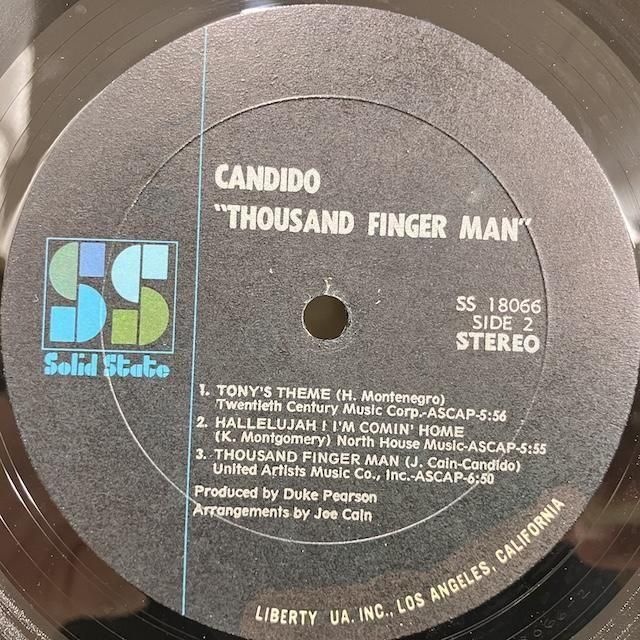 CANDIDO
"THOUSAND FINGER MAN"
SS
Solid State
SS 18066
SIDE 2
STEREO
1. TONY'S THEME (H. Montenegro)
Twentieth Century Music Corp.-ASCAP-5:56
2. HALLELUJAH ! I'M COMIN' HOME
(K. Montgomery) North House Music-ASCAP-5:55
3. THOUSAND FINGER MAN (J. Cain-Candido)
United Artists Music Co., Inc.-ASCAP-6:50
Produced by Duke Pearson
Arrangements by Joe Cain
LIBERTY UA. INC., LOS ANGELES, CALIFORNIA